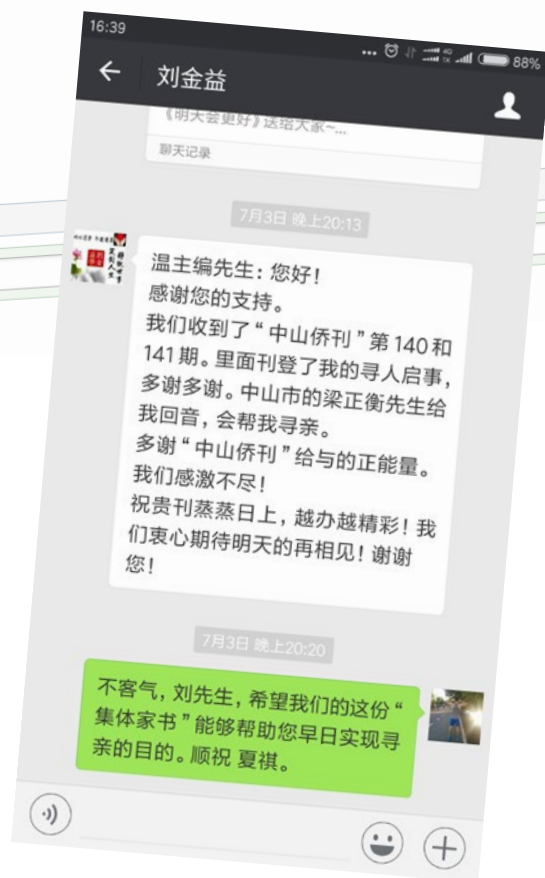 16:39
88%
刘金益
《明天会更好》送给大家~...
聊天记录
7月3日 晚上20:13
温主编先生：您好！
感谢您的支持。
我们收到了“中山侨刊”第140和
141期。里面刊登了我的寻人启事，
多谢多谢。中山市的梁正衡先生给
我回音，会帮我寻亲。
多谢“中山侨刊”给与的正能量。
我们感激不尽！
祝贵刊蒸蒸日上，越办越精彩！我
们衷心期待明天的再相见！谢谢
您！
7月3日 晚上20:20
不客气，刘先生，希望我们的这份“
集体家书”能够帮助您早日实现寻
亲的目的。顺祝 夏祺。